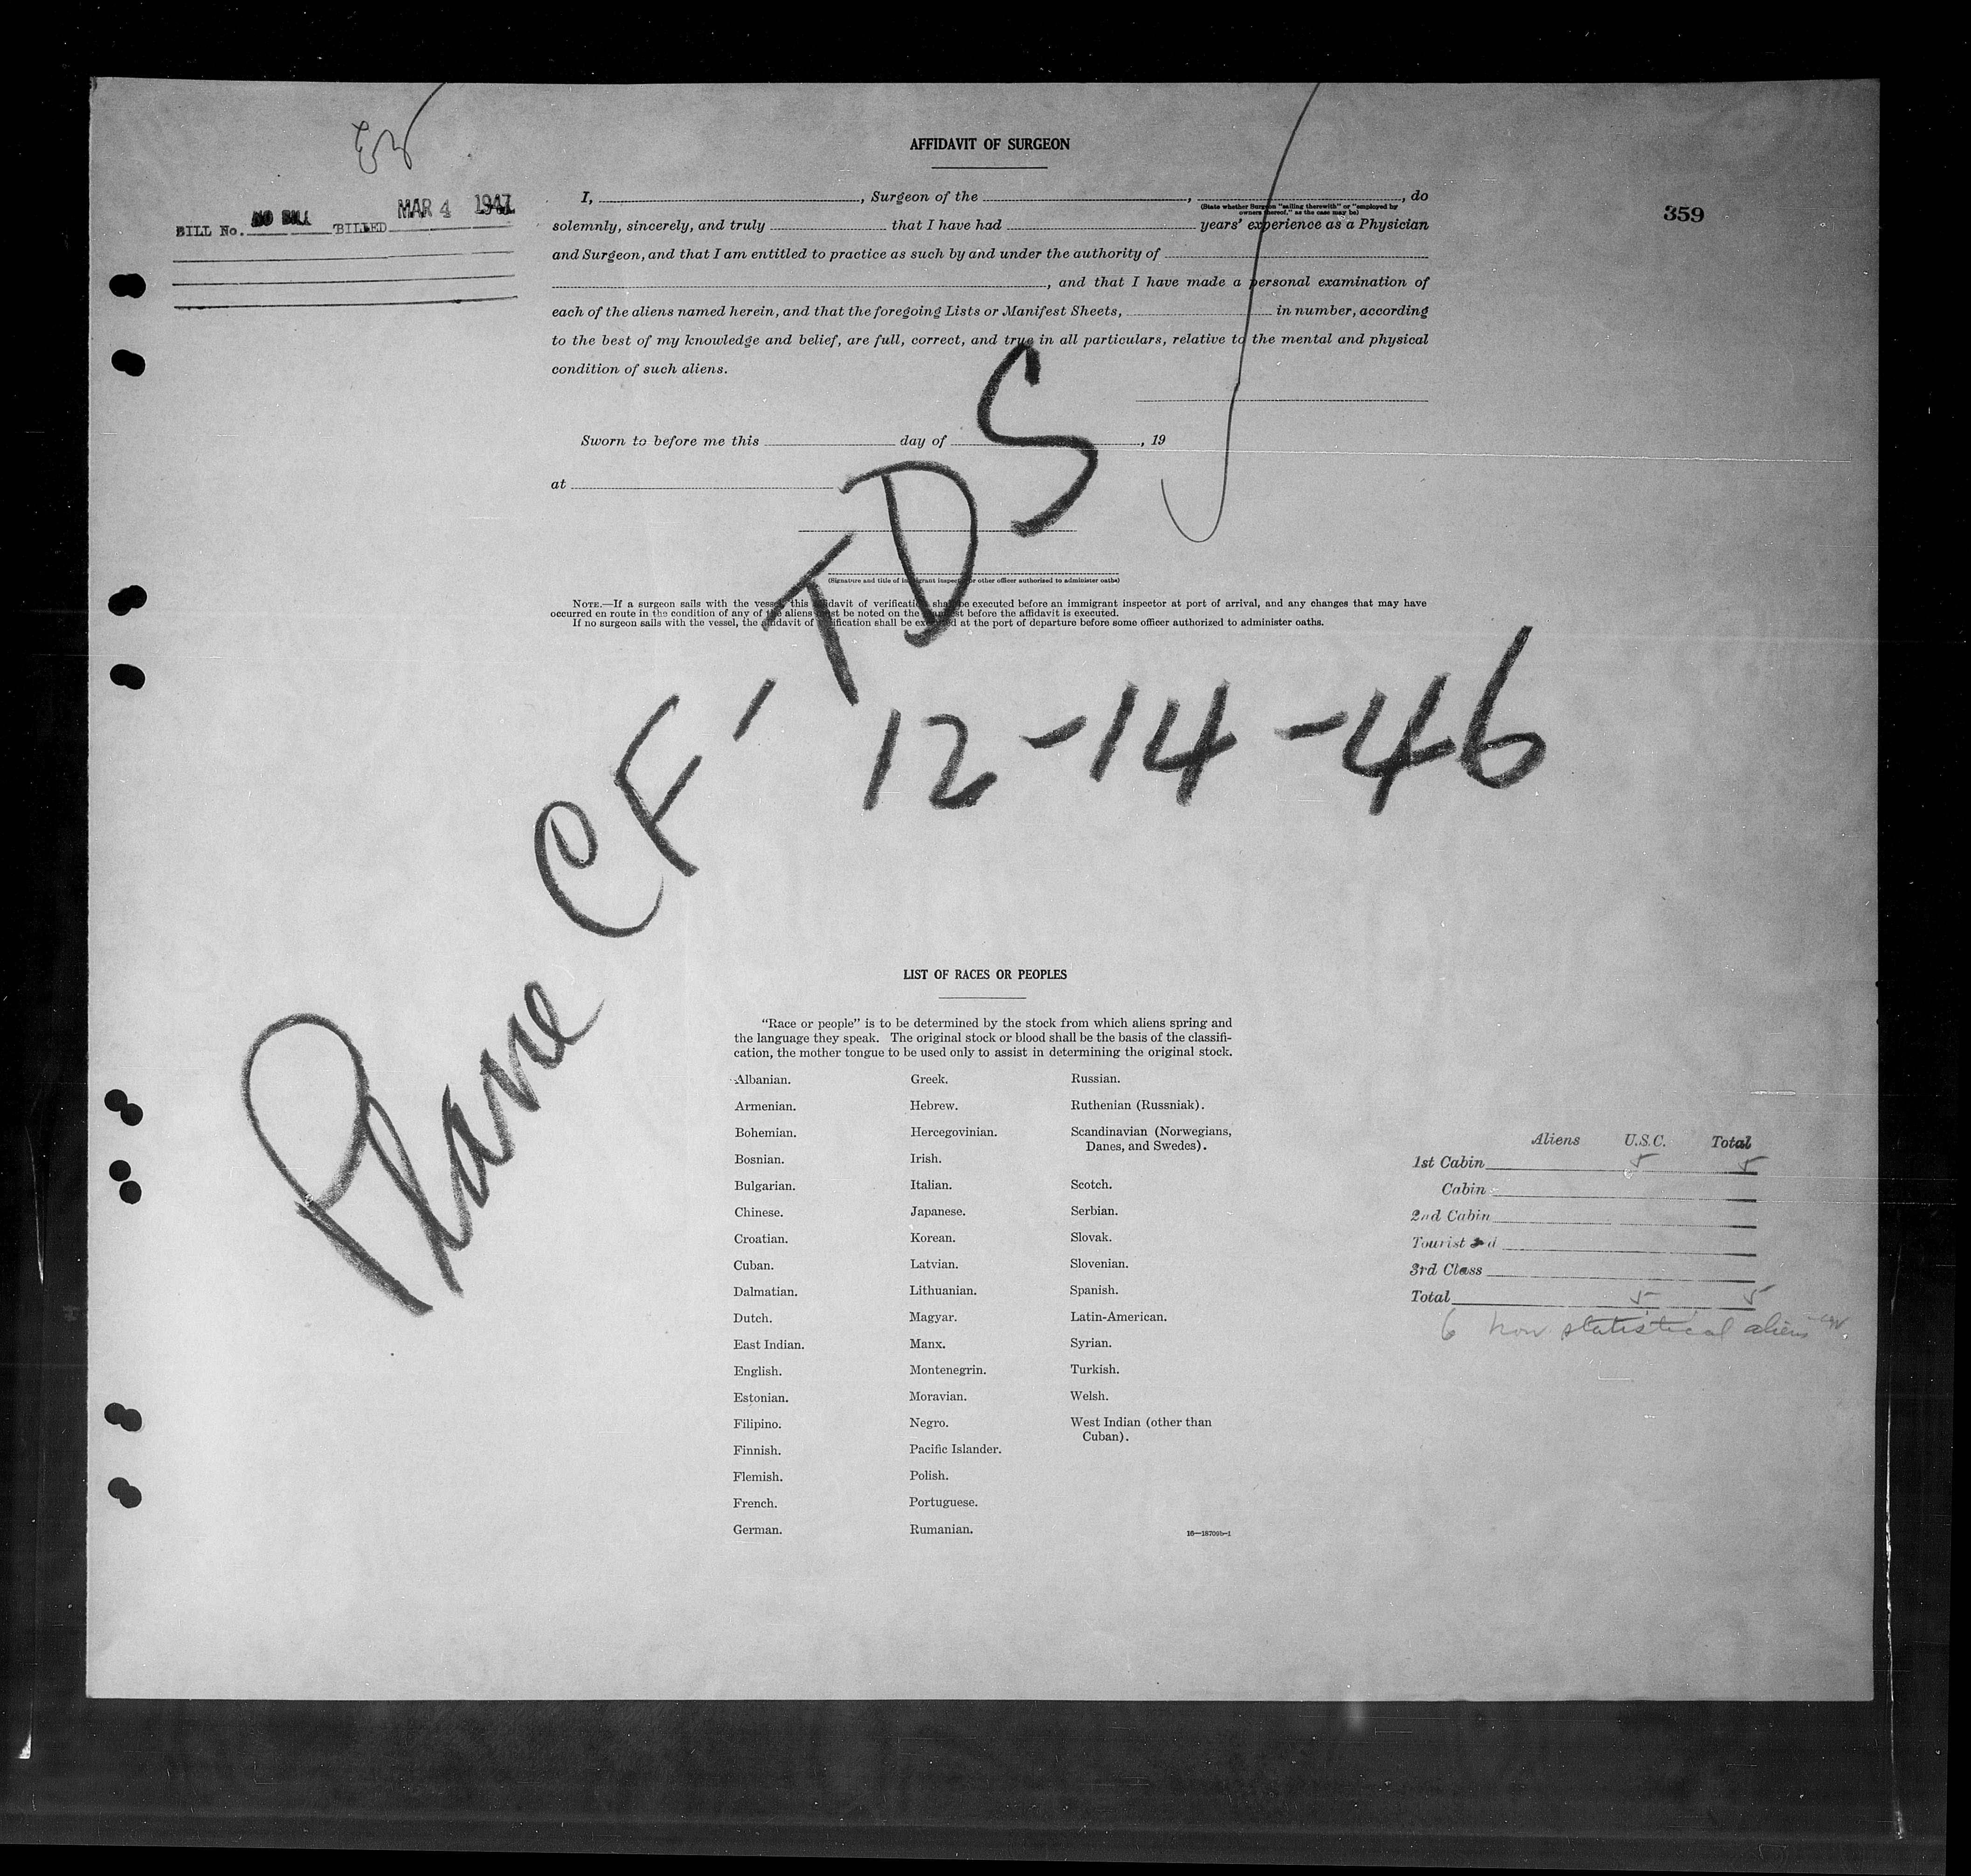 AFFIDAVIT OF SURGEON
BILL No. NO BILL BILLED MAR 4 1947
359
I, , Surgeon of the , , do
(State whether Surgeon "sailing therewith" or "employed by
owners thereof," as the case may be)
solemnly, sincerely, and truly that I have had years' experience as a Physician
and Surgeon, and that I am entitled to practice as such by and under the authority of
, and that I have made a personal examination of
each of the aliens named herein, and that the foregoing Lists or Manifest Sheets, in number, according
to the best of my knowledge and belief, are full, correct, and true in all particulars, relative to the mental and physical
condition of such aliens.
Sworn to before me this day of , 19
at
(Signature and title of immigrant inspector or other officer authorized to administer oaths)
NOTE.—If a surgeon sails with the vessel, this affidavit of verification shall be executed before an immigrant inspector at port of arrival, and any changes that may have
occurred en route in the condition of any of the aliens must be noted on the manifest before the affidavit is executed.
If no surgeon sails with the vessel, the affidavit of verification shall be executed at the port of departure before some officer authorized to administer oaths.
Plane CF-TDS
12-14-46
LIST OF RACES OR PEOPLES
"Race or people" is to be determined by the stock from which aliens spring and
the language they speak. The original stock or blood shall be the basis of the classifi-
cation, the mother tongue to be used only to assist in determining the original stock.
Albanian.
Armenian.
Bohemian.
Bosnian.
Bulgarian.
Chinese.
Croatian.
Cuban.
Dalmatian.
Dutch.
East Indian.
English.
Estonian.
Filipino.
Finnish.
Flemish.
French.
German.
Greek.
Hebrew.
Hercegovinian.
Irish.
Italian.
Japanese.
Korean.
Latvian.
Lithuanian.
Magyar.
Manx.
Montenegrin.
Moravian.
Negro.
Pacific Islander.
Polish.
Portuguese.
Rumanian.
Russian.
Ruthenian (Russniak).
Scandinavian (Norwegians,
Danes, and Swedes).
Scotch.
Serbian.
Slovak.
Slovenian.
Spanish.
Latin-American.
Syrian.
Turkish.
Welsh.
West Indian (other than
Cuban).
16—18709b-1
Aliens U.S.C. Total
1st Cabin 5 5
Cabin
2nd Cabin
Tourist 3d
3rd Class
Total 5 5
6 non statistical aliens